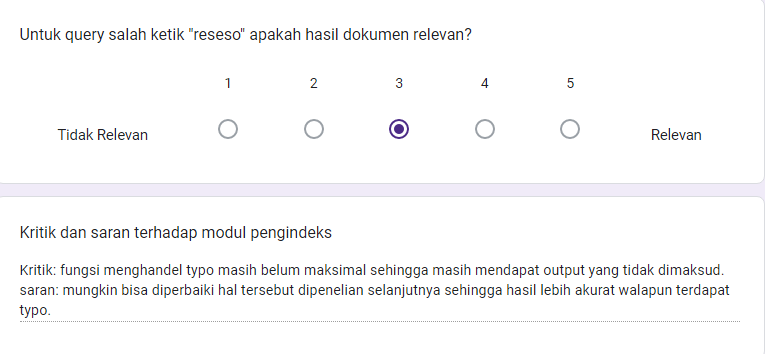 Untuk query salah ketik "reseso" apakah hasil dokumen relevan?
1 2 3 4 5
Tidak Relevan Relevan
Kritik dan saran terhadap modul pengindeks
Kritik: fungsi menghandel typo masih belum maksimal sehingga masih mendapat output yang tidak dimaksud.
saran: mungkin bisa diperbaiki hal tersebut dipenelian selanjutnya sehingga hasil lebih akurat walapun terdapat
typo.